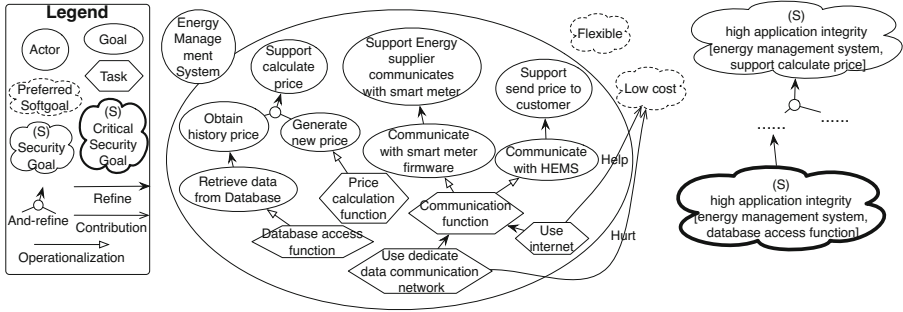 Legend
Actor
Goal
Preferred
Softgoal
Task
(S)
Security
Goal
(S)
Critical
Security
Goal
And-refine
Refine
Contribution
Operationalization
Energy
Manage
ment
System
Support
calculate
price
Obtain
history price
Generate
new price
Retrieve data
from Database
Price
calculation
function
Database access
function
Support Energy
supplier
communicates
with smart meter
Support
send price to
customer
Communicate
with smart meter
firmware
Communicate
with HEMS
Communication
function
Use
internet
Use dedicate
data communication
network
Flexible
Low cost
Help
Hurt
(S)
high application integrity
[energy management system,
support calculate price]
......
......
(S)
high application integrity
[energy management system,
database access function]